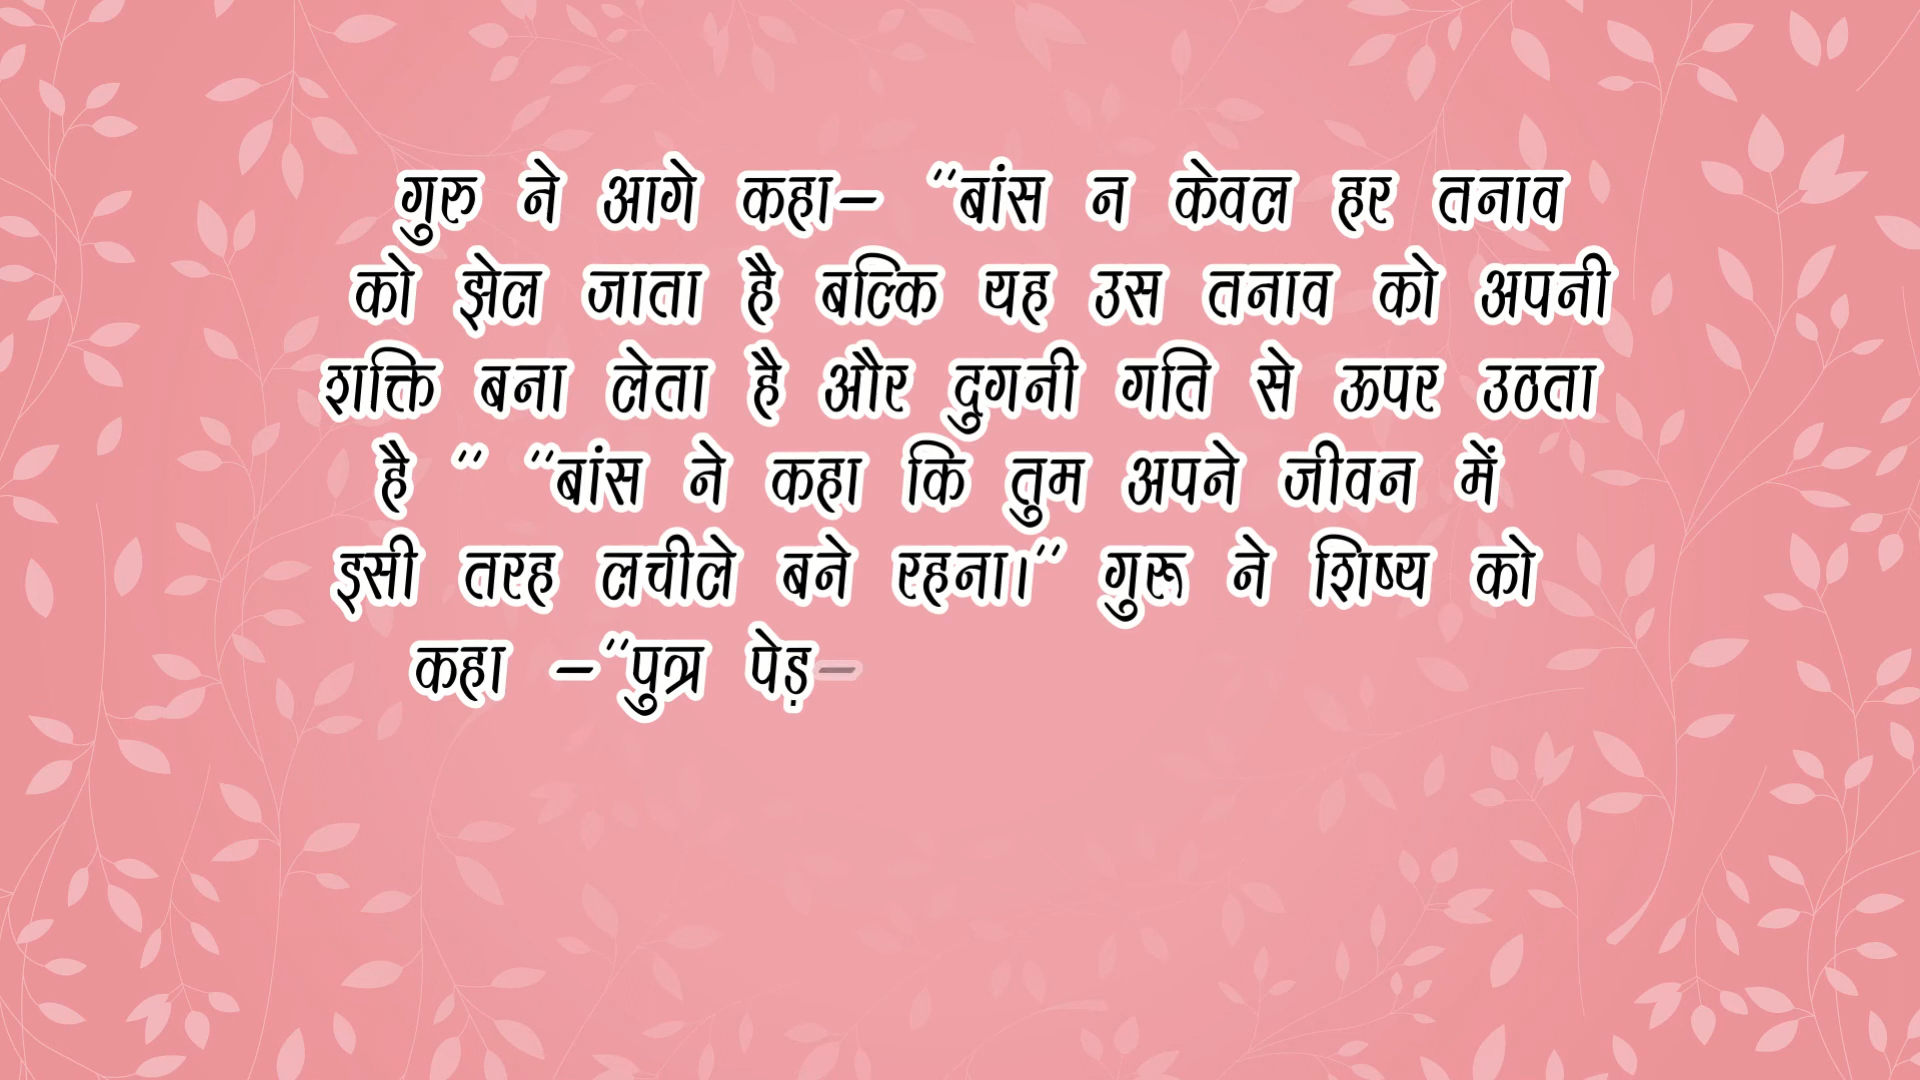 गुरु ने आगे कहा– ''बांस न केवल हर तनाव
को झेल जाता है बल्कि यह उस तनाव को अपनी
शक्ति बना लेता है और दुगनी गति से ऊपर उठता
है '' ''बांस ने कहा कि तुम अपने जीवन में
इसी तरह लचीले बने रहना।'' गुरू ने शिष्य को
कहा –''पुत्र पेड़–